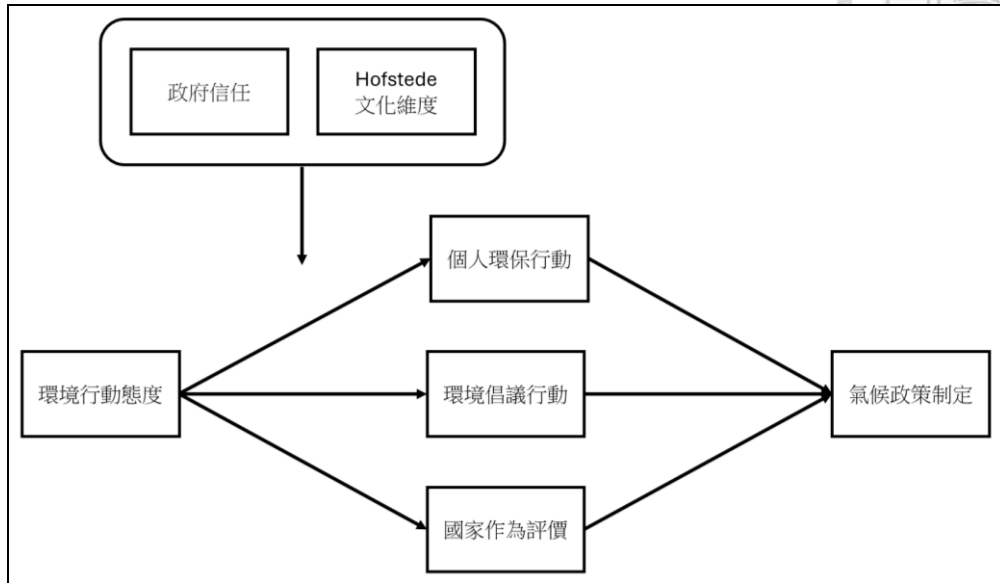 政府信任
Hofstede
文化維度
個人環保行動
環境行動態度
環境倡議行動
氣候政策制定
國家作為評價